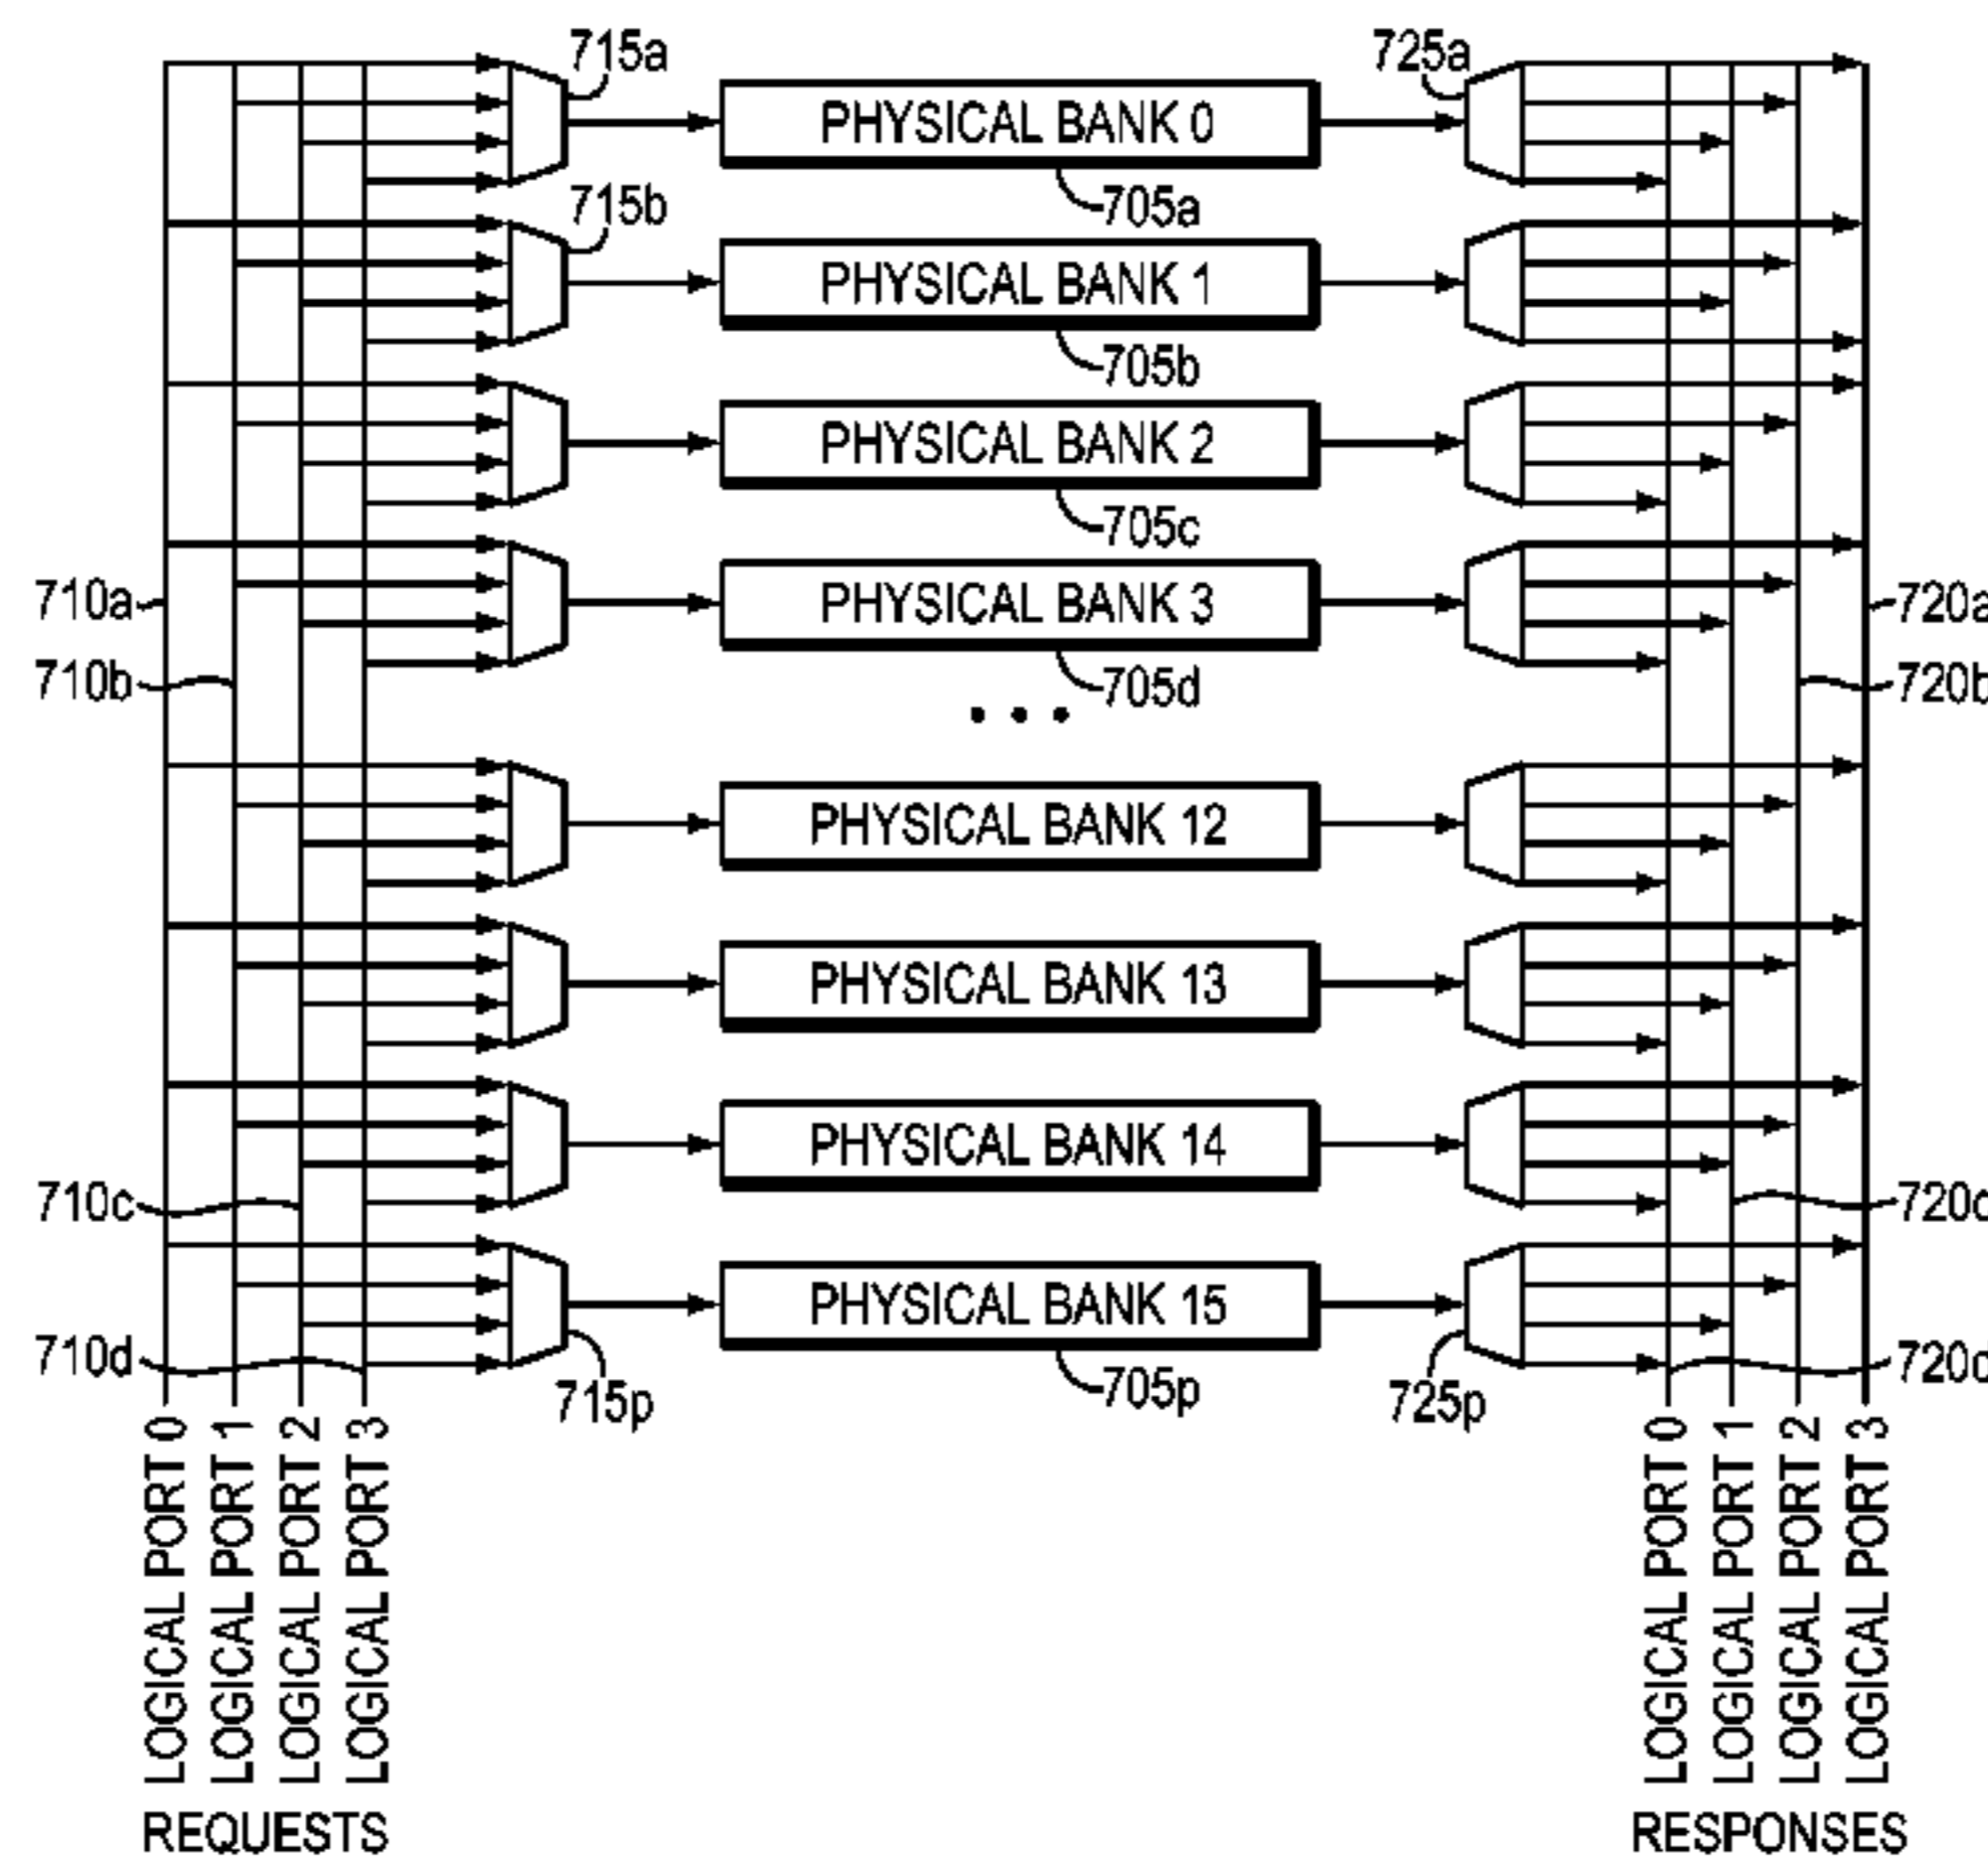 715a
725a
PHYSICAL BANK 0
705a
715b
PHYSICAL BANK 1
705b
PHYSICAL BANK 2
705c
710a
PHYSICAL BANK 3
720a
710b
705d
720b
• • •
PHYSICAL BANK 12
PHYSICAL BANK 13
PHYSICAL BANK 14
710c
PHYSICAL BANK 15
710d
715p
705p
725p
LOGICAL PORT 0
LOGICAL PORT 1
LOGICAL PORT 2
LOGICAL PORT 3
LOGICAL PORT 0
LOGICAL PORT 1
LOGICAL PORT 2
LOGICAL PORT 3
REQUESTS
RESPONSES